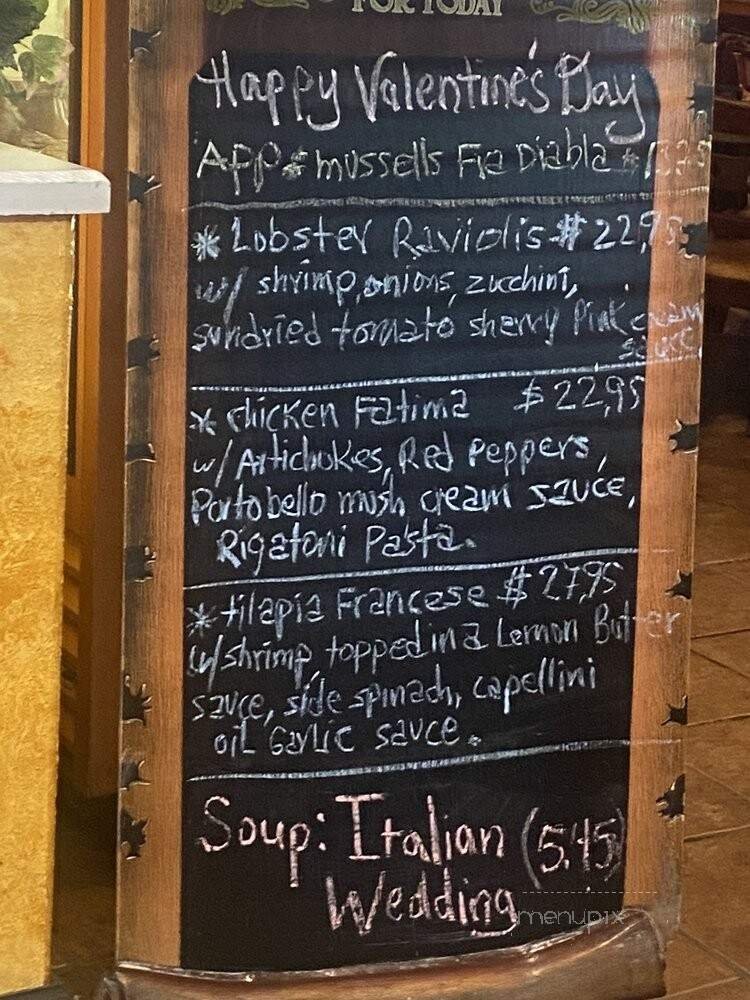 FOR TODAY
Happy Valentine's Day
App * mussells Fra Diabla *
* Lobster Raviolis # 22,95
w/ shrimp, onions, zucchini,
sundried tomato sherry Pink cream
sauce.
* chicken Fatima $22,95
w/ Artichokes, Red Peppers,
Portobello mush cream sauce,
Rigatoni Pasta.
* tilapia Francese $27,95
w/shrimp topped in a Lemon Butter
sauce, side spinach, capellini
oil Garlic sauce.
Soup: Italian (5.45)
Wedding
menupix